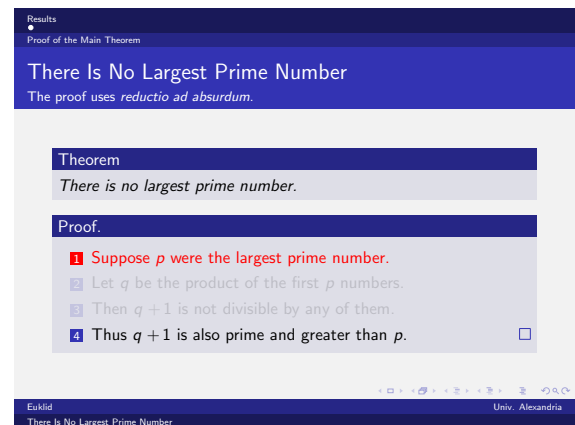 Results
Proof of the Main Theorem
There Is No Largest Prime Number
The proof uses reductio ad absurdum.
Theorem
There is no largest prime number.
Proof.
1 Suppose p were the largest prime number.
2 Let q be the product of the first p numbers.
3 Then q + 1 is not divisible by any of them.
4 Thus q + 1 is also prime and greater than p.
Euklid Univ. Alexandria
There Is No Largest Prime Number